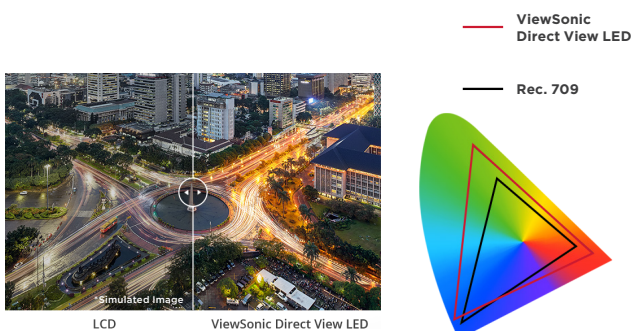 ViewSonic
Direct View LED
Rec. 709
*Simulated Image
LCD
ViewSonic Direct View LED